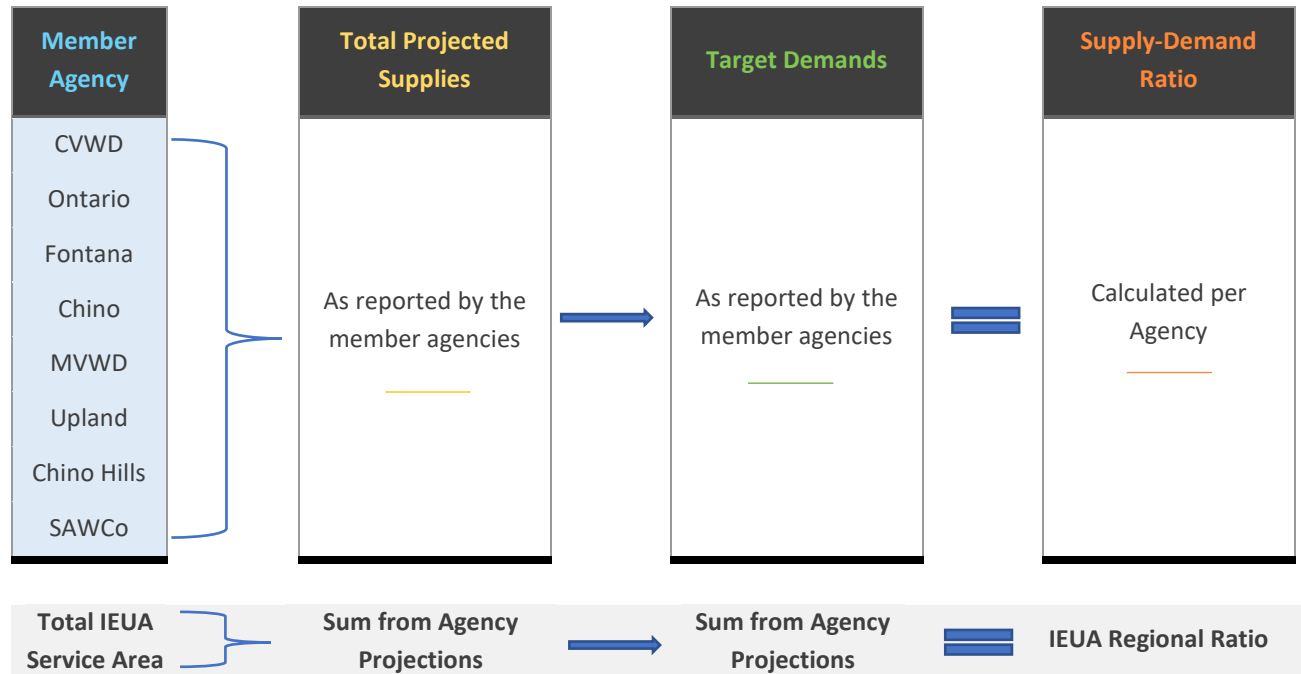 Member
Agency
Total Projected
Supplies
Target Demands
Supply-Demand
Ratio
CVWD
Ontario
Fontana
Chino
MVWD
Upland
Chino Hills
SAWCo
As reported by the
member agencies
As reported by the
member agencies
Calculated per
Agency
Total IEUA
Service Area
Sum from Agency
Projections
Sum from Agency
Projections
IEUA Regional Ratio